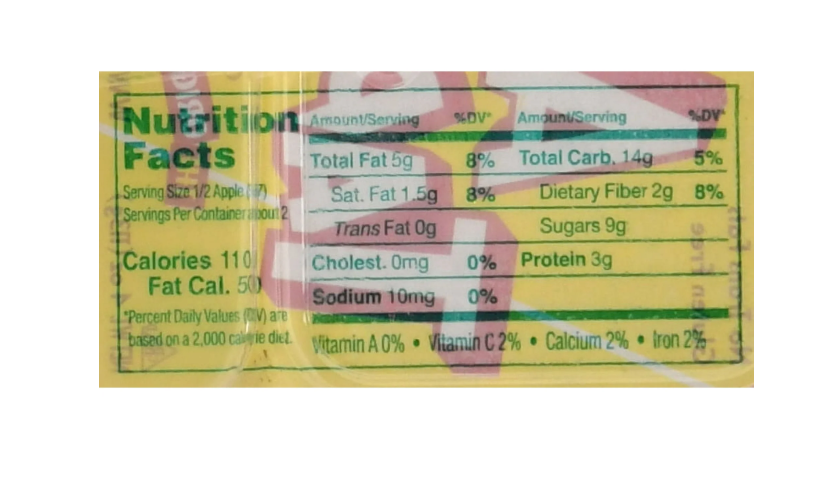 Nutrition
Facts
Serving Size 1/2 Apple
Servings Per Container about 2
Calories 110
Fat Cal. 50
*Percent Daily Values (DV) are
based on a 2,000 calorie diet.
Amount/Serving %DV* Amount/Serving %DV*
Total Fat 5g 8% Total Carb. 14g 5%
Sat. Fat 1.5g 8% Dietary Fiber 2g 8%
Trans Fat 0g Sugars 9g
Cholest. 0mg 0% Protein 3g
Sodium 10mg 0%
Vitamin A 0% • Vitamin C 2% • Calcium 2% • Iron 2%